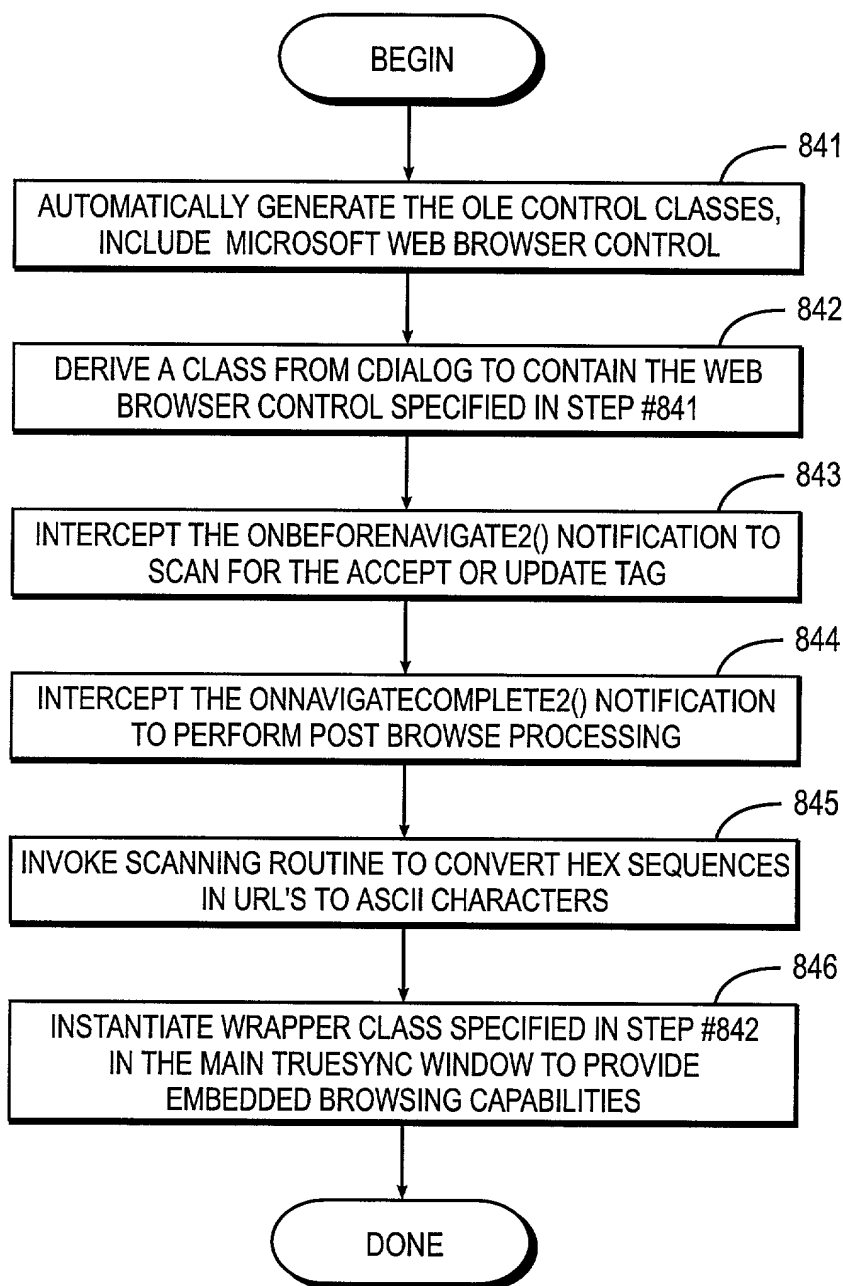 BEGIN
841
AUTOMATICALLY GENERATE THE OLE CONTROL CLASSES,
INCLUDE MICROSOFT WEB BROWSER CONTROL
842
DERIVE A CLASS FROM CDIALOG TO CONTAIN THE WEB
BROWSER CONTROL SPECIFIED IN STEP #841
843
INTERCEPT THE ONBEFORENAVIGATE2() NOTIFICATION TO
SCAN FOR THE ACCEPT OR UPDATE TAG
844
INTERCEPT THE ONNAVIGATECOMPLETE2() NOTIFICATION
TO PERFORM POST BROWSE PROCESSING
845
INVOKE SCANNING ROUTINE TO CONVERT HEX SEQUENCES
IN URL'S TO ASCII CHARACTERS
846
INSTANTIATE WRAPPER CLASS SPECIFIED IN STEP #842
IN THE MAIN TRUESYNC WINDOW TO PROVIDE
EMBEDDED BROWSING CAPABILITIES
DONE